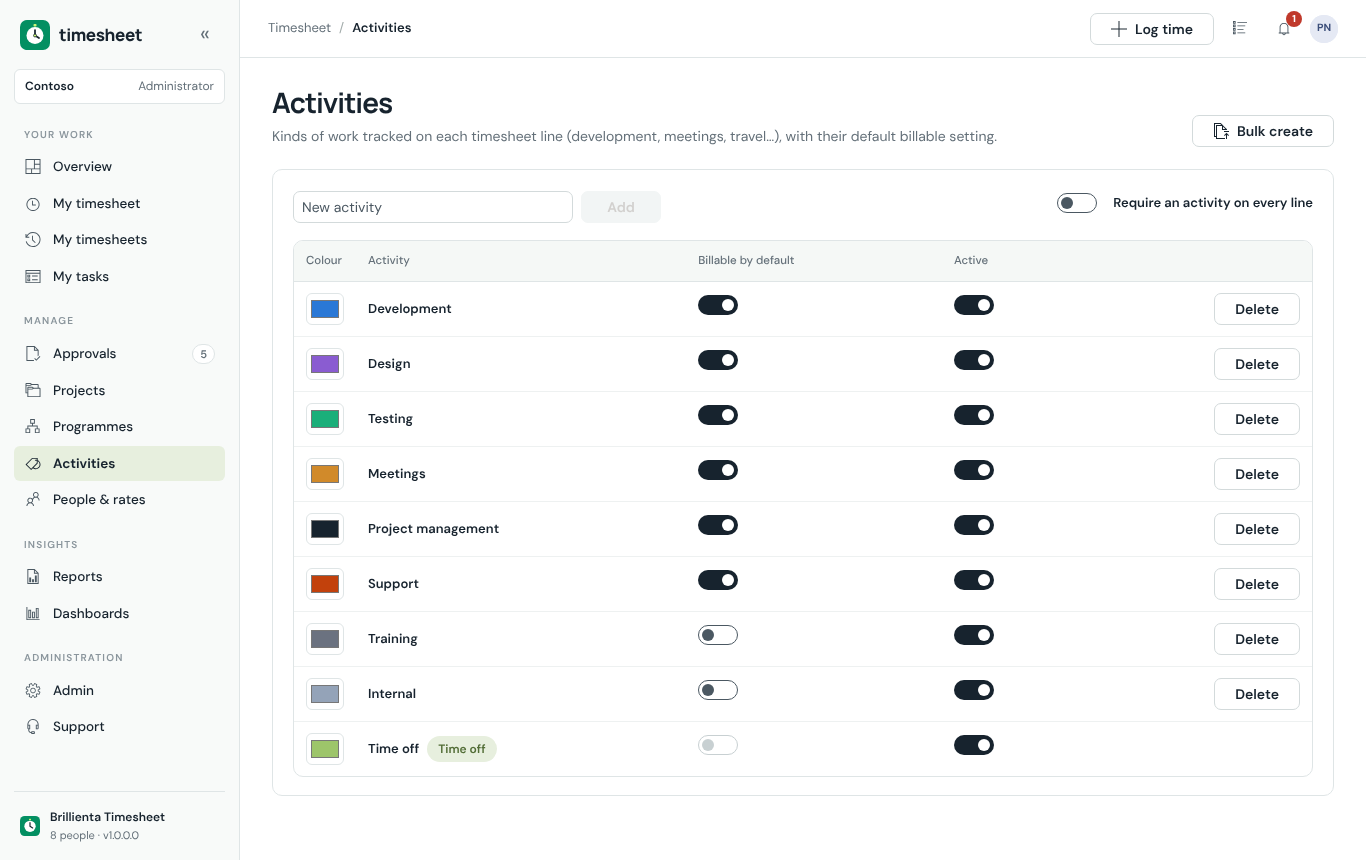 timesheet
«
Contoso Administrator
YOUR WORK
Overview
My timesheet
My timesheets
My tasks
MANAGE
Approvals 5
Projects
Programmes
Activities
People & rates
INSIGHTS
Reports
Dashboards
ADMINISTRATION
Admin
Support
Brillienta Timesheet
8 people · v1.0.0.0
Timesheet / Activities
Log time
1
PN
Activities
Kinds of work tracked on each timesheet line (development, meetings, travel…), with their default billable setting.
Bulk create
New activity
Add
Require an activity on every line
Colour Activity Billable by default Active
Development Delete
Design Delete
Testing Delete
Meetings Delete
Project management Delete
Support Delete
Training Delete
Internal Delete
Time off Time off